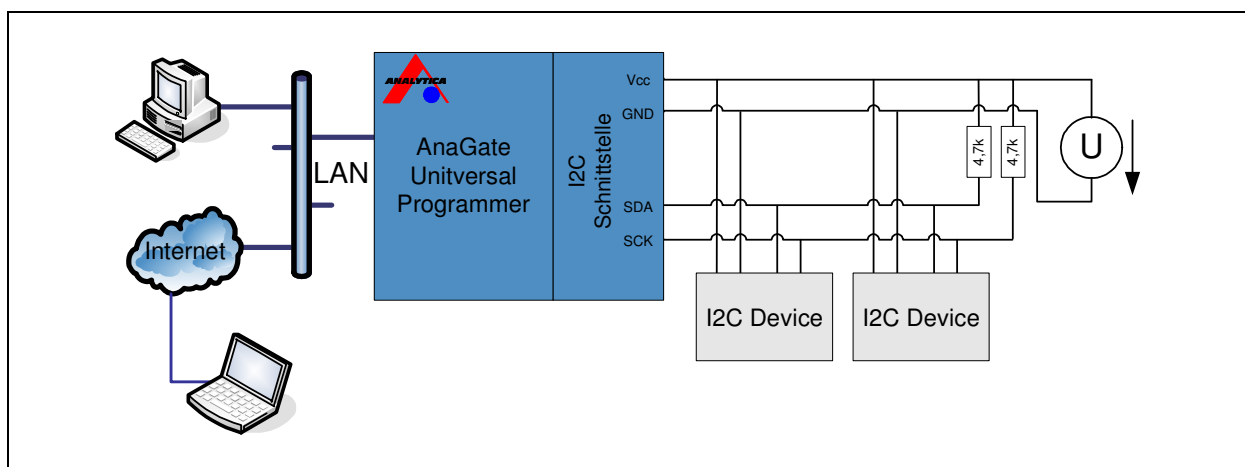 ANALYTICA
AnaGate
Unitversal
Programmer
I2C
Schnittstelle
Vcc
GND
SDA
SCK
LAN
Internet
4,7k
4,7k
U
I2C Device
I2C Device